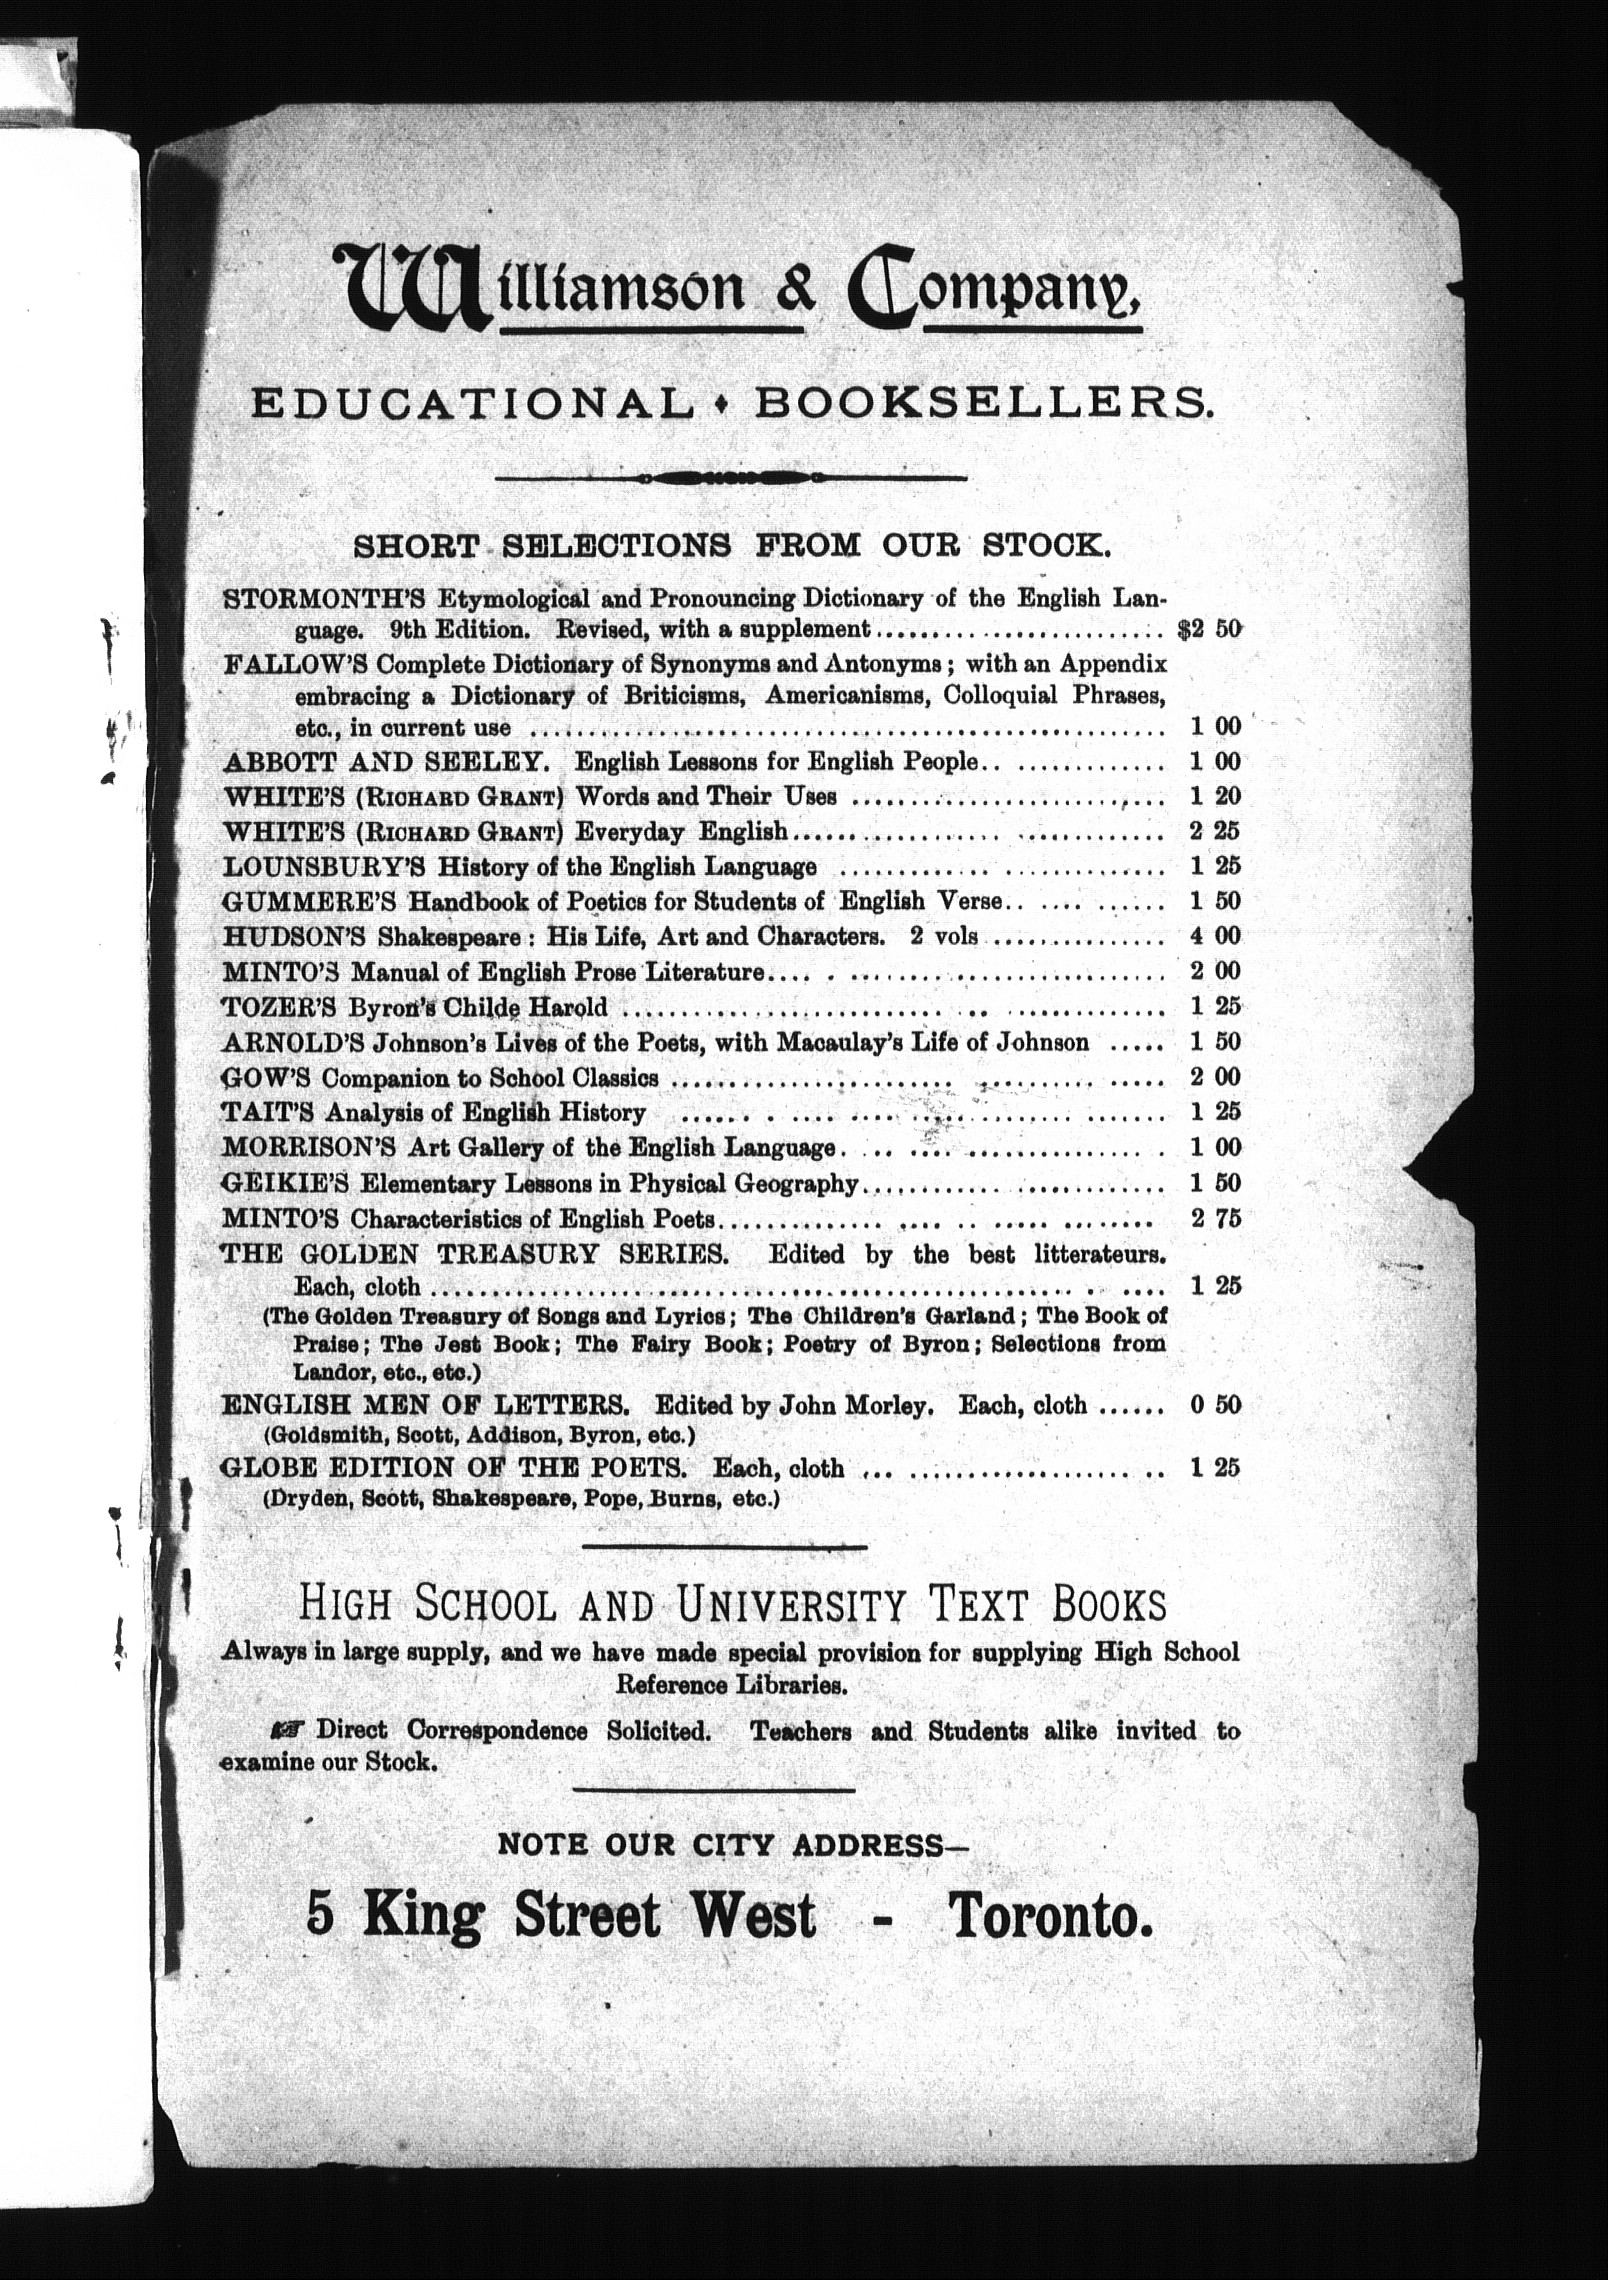 Williamson & Company,
EDUCATIONAL ♦ BOOKSELLERS.
SHORT SELECTIONS FROM OUR STOCK.
STORMONTH'S Etymological and Pronouncing Dictionary of the English Lan-
guage. 9th Edition. Revised, with a supplement........................... $2 50
FALLOW'S Complete Dictionary of Synonyms and Antonyms; with an Appendix
embracing a Dictionary of Briticisms, Americanisms, Colloquial Phrases,
etc., in current use ........................................................ 1 00
ABBOTT AND SEELEY. English Lessons for English People.. ............. 1 00
WHITE'S (RICHARD GRANT) Words and Their Uses ............................ 1 20
WHITE'S (RICHARD GRANT) Everyday English................................. 2 25
LOUNSBURY'S History of the English Language ............................. 1 25
GUMMERE'S Handbook of Poetics for Students of English Verse.. .... ...... 1 50
HUDSON'S Shakespeare: His Life, Art and Characters. 2 vols ............... 4 00
MINTO'S Manual of English Prose Literature.... . ............................ 2 00
TOZER'S Byron's Childe Harold ............................ .. .............. 1 25
ARNOLD'S Johnson's Lives of the Poets, with Macaulay's Life of Johnson ..... 1 50
GOW'S Companion to School Classics ......................... .......... ..... 2 00
TAIT'S Analysis of English History ...... . .... .... .................. ....... 1 25
MORRISON'S Art Gallery of the English Language. ... .... ................ . 1 00
GEIKIE'S Elementary Lessons in Physical Geography............ ............. 1 50
MINTO'S Characteristics of English Poets............... .... .. ..... ........ 2 75
THE GOLDEN TREASURY SERIES. Edited by the best litterateurs.
Each, cloth .......................................................... . .... 1 25
(The Golden Treasury of Songs and Lyrics; The Children's Garland; The Book of
Praise; The Jest Book; The Fairy Book; Poetry of Byron; Selections from
Landor, etc., etc.)
ENGLISH MEN OF LETTERS. Edited by John Morley. Each, cloth ...... 0 50
(Goldsmith, Scott, Addison, Byron, etc.)
GLOBE EDITION OF THE POETS. Each, cloth ... .................... .. 1 25
(Dryden, Scott, Shakespeare, Pope, Burns, etc.)
HIGH SCHOOL AND UNIVERSITY TEXT BOOKS
Always in large supply, and we have made special provision for supplying High School
Reference Libraries.
☞ Direct Correspondence Solicited. Teachers and Students alike invited to
examine our Stock.
NOTE OUR CITY ADDRESS—
5 King Street West - Toronto.